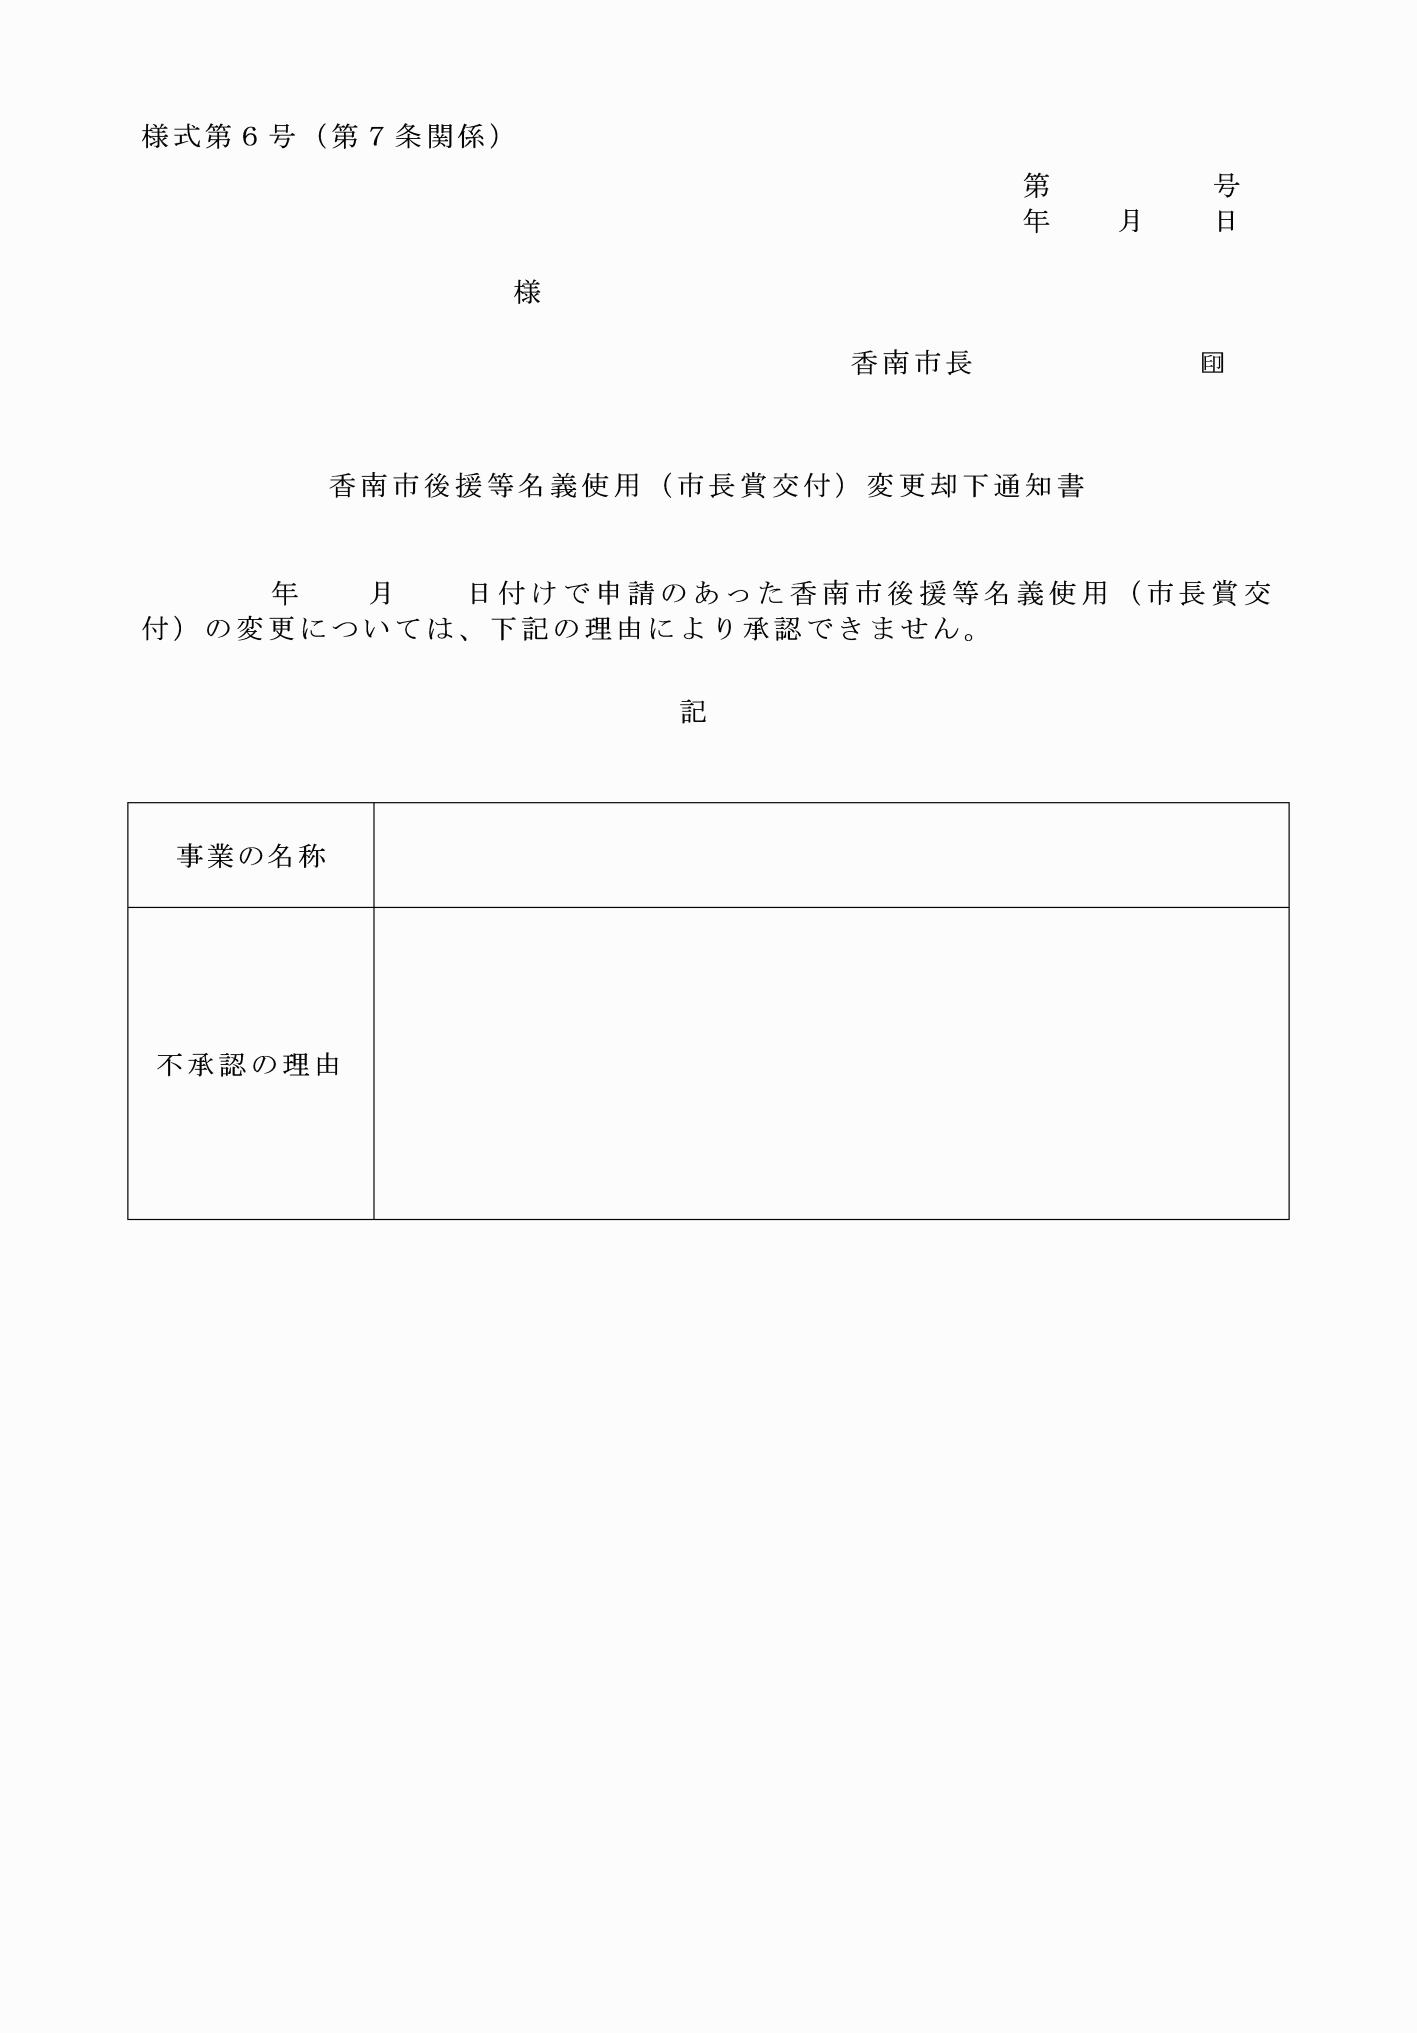 様式第6号（第7条関係）
第　　　　　号
年　　月　　日
様
香南市長　　　　　　　印
香南市後援等名義使用（市長賞交付）変更却下通知書
年　　月　　日付けで申請のあった香南市後援等名義使用（市長賞交
付）の変更については、下記の理由により承認できません。
記
事業の名称
不承認の理由